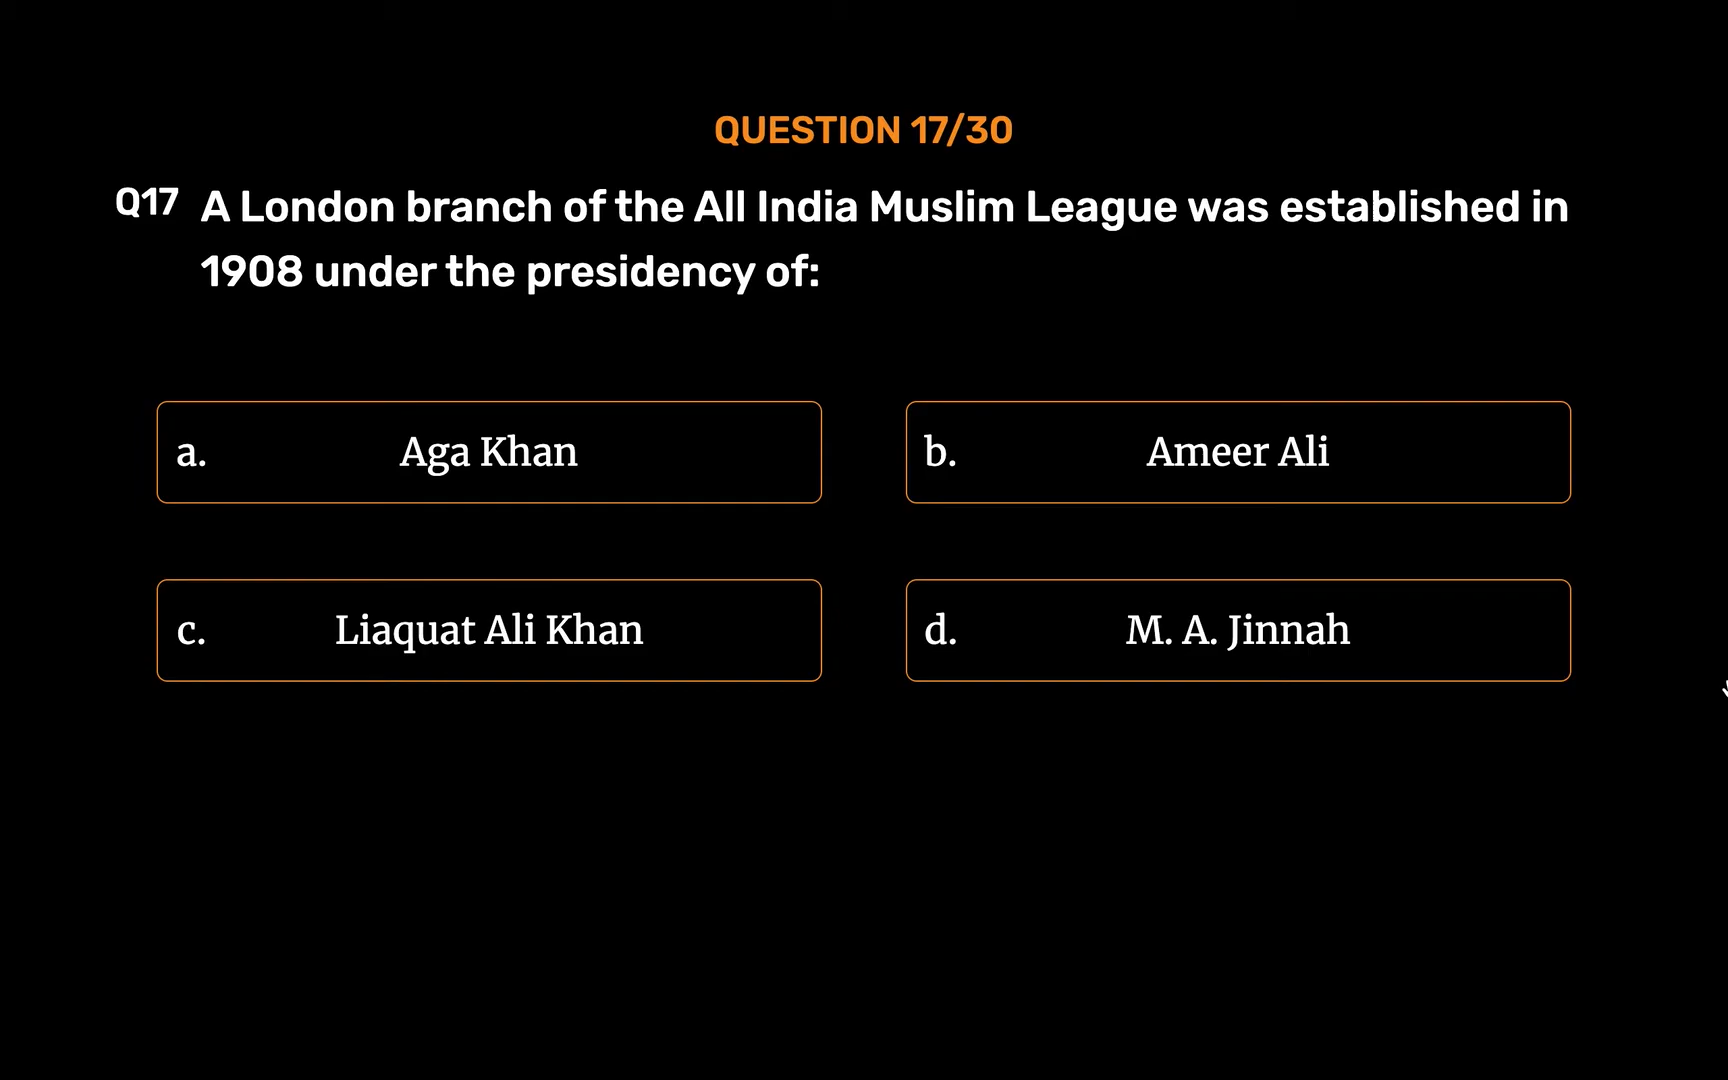 QUESTION 17/30
Q17 A London branch of the All India Muslim League was established in
1908 under the presidency of:
a. Aga Khan
b. Ameer Ali
c. Liaquat Ali Khan
d. M. A. Jinnah